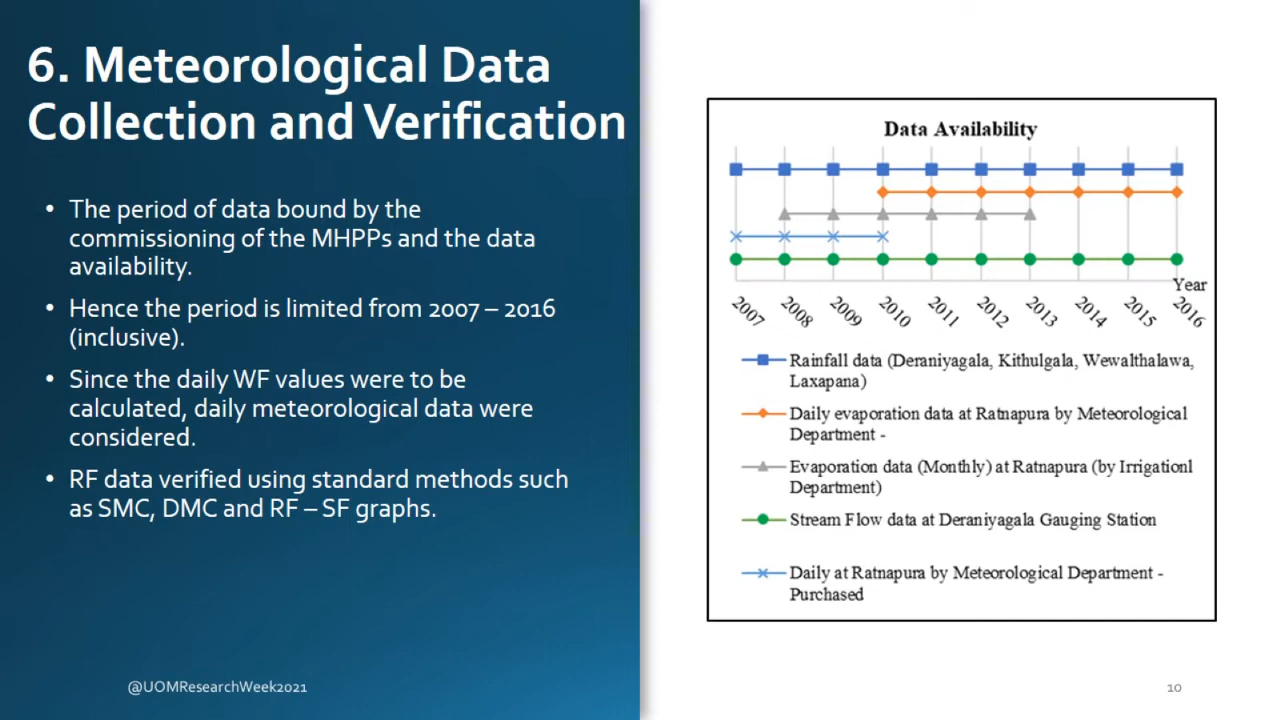 6. Meteorological Data
Collection and Verification
• The period of data bound by the
commissioning of the MHPPs and the data
availability.
• Hence the period is limited from 2007 – 2016
(inclusive).
• Since the daily WF values were to be
calculated, daily meteorological data were
considered.
• RF data verified using standard methods such
as SMC, DMC and RF – SF graphs.
@UOMResearchWeek2021
Data Availability
Year
2007 2008 2009 2010 2011 2012 2013 2014 2015 2016
Rainfall data (Deraniyagala, Kithulgala, Wewalthalawa,
Laxapana)
Daily evaporation data at Ratnapura by Meteorological
Department -
Evaporation data (Monthly) at Ratnapura (by Irrigationl
Department)
Stream Flow data at Deraniyagala Gauging Station
Daily at Ratnapura by Meteorological Department -
Purchased
10